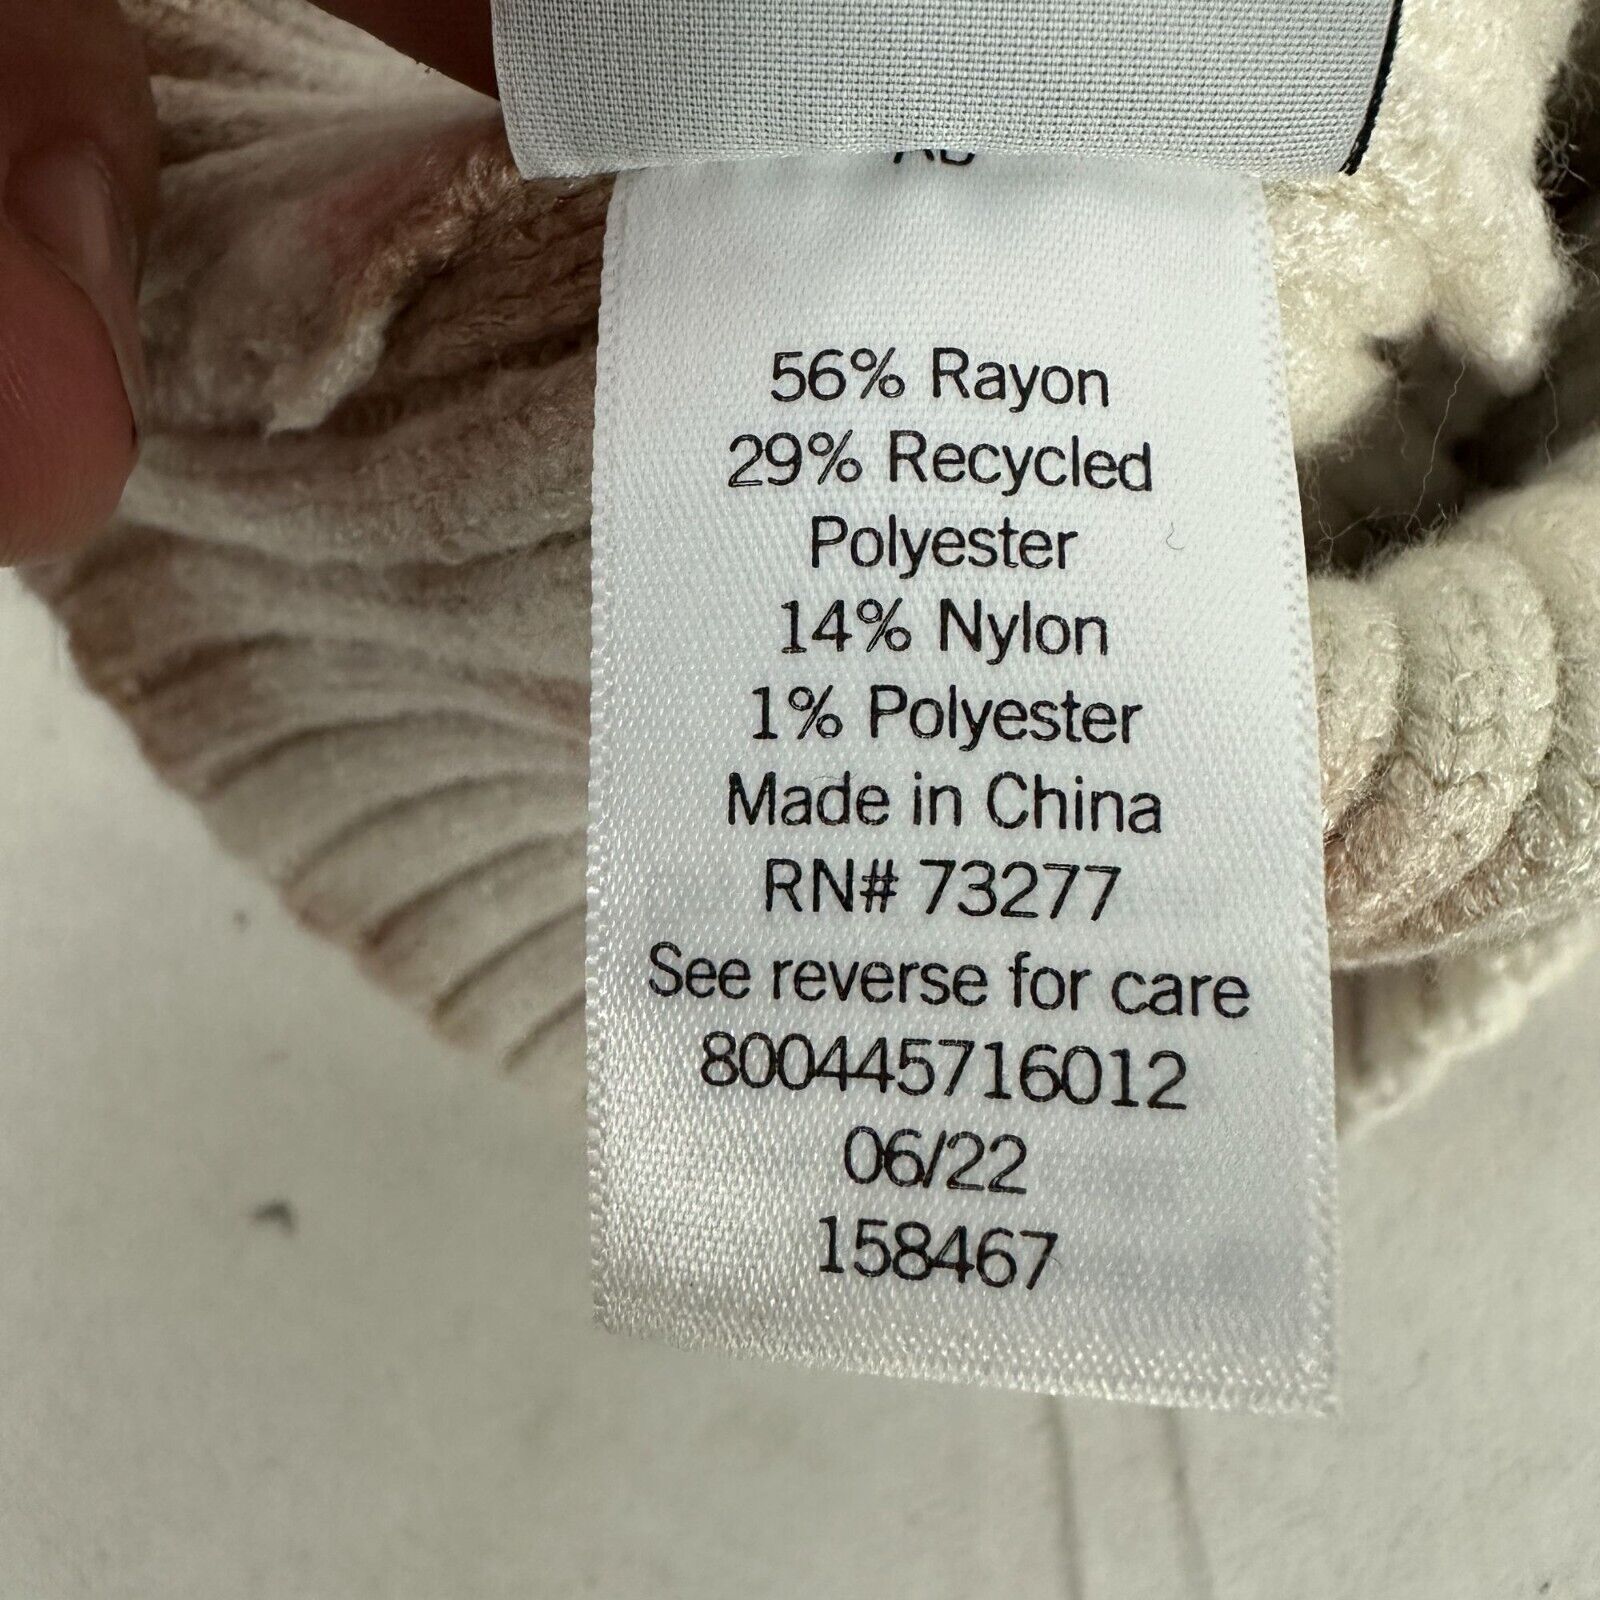 56% Rayon
29% Recycled
Polyester
14% Nylon
1% Polyester
Made in China
RN# 73277
See reverse for care
800445716012
06/22
158467